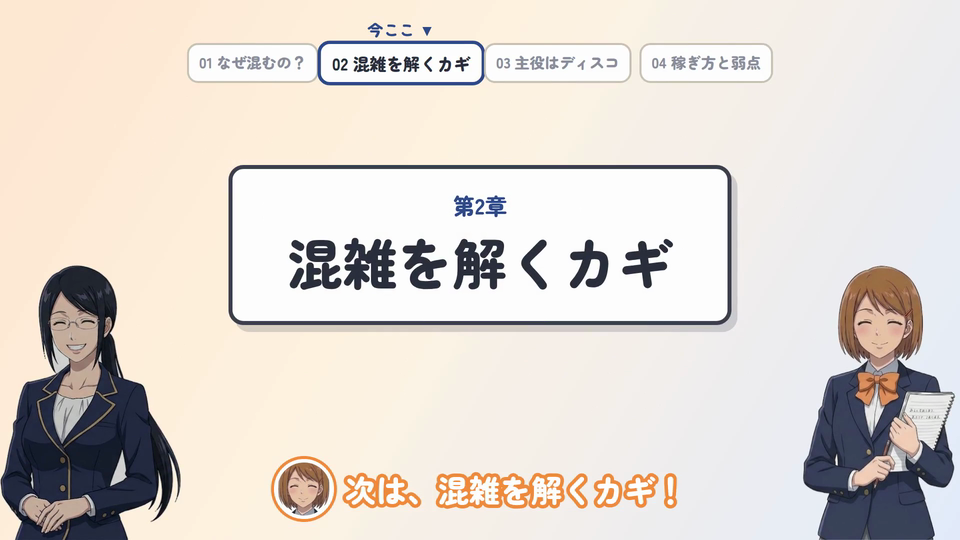 今ここ ▼
01 なぜ混むの？
02 混雑を解くカギ
03 主役はディスコ
04 稼ぎ方と弱点
第2章
混雑を解くカギ
次は、混雑を解くカギ！